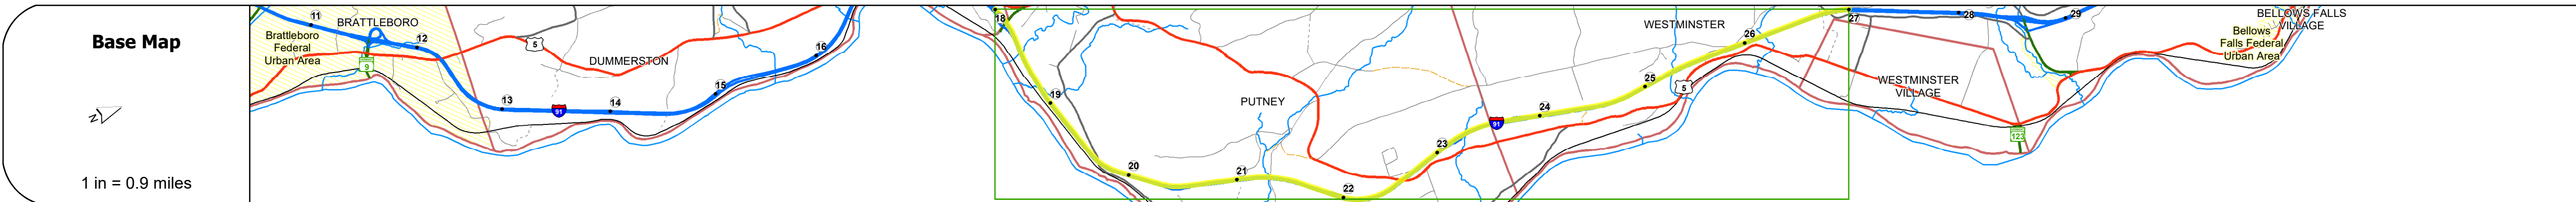 Base Map
N
1 in = 0.9 miles
11
BRATTLEBORO
Brattleboro
Federal
Urban Area
9
12
5
DUMMERSTON
13
91
14
15
16
18
19
20
PUTNEY
21
22
23
91
24
25
5
WESTMINSTER
26
27
28
29
WESTMINSTER
VILLAGE
123
Bellows
Falls Federal
Urban Area
BELLOWS FALLS
VILLAGE